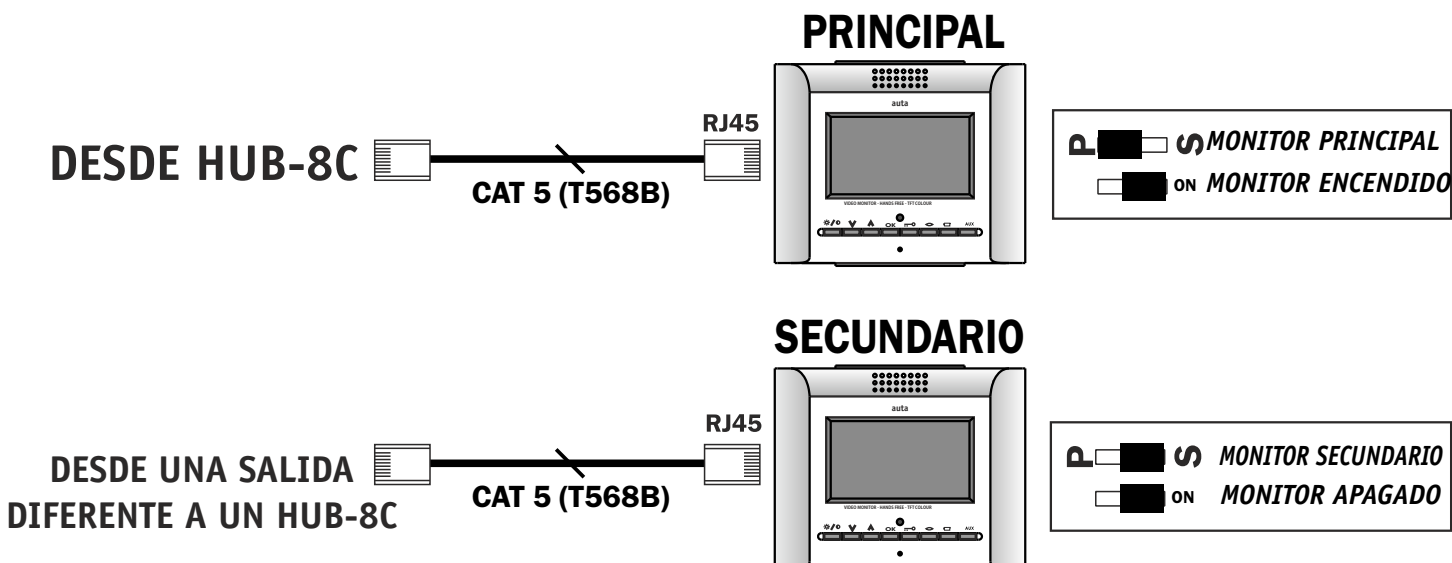 PRINCIPAL
auta
RJ45
DESDE HUB-8C
CAT 5 (T568B)
VIDEO MONITOR - HANDS FREE - TFT COLOUR
OK
AUX
P S MONITOR PRINCIPAL
ON MONITOR ENCENDIDO
SECUNDARIO
auta
RJ45
DESDE UNA SALIDA
DIFERENTE A UN HUB-8C
CAT 5 (T568B)
VIDEO MONITOR - HANDS FREE - TFT COLOUR
OK
AUX
P S MONITOR SECUNDARIO
ON MONITOR APAGADO